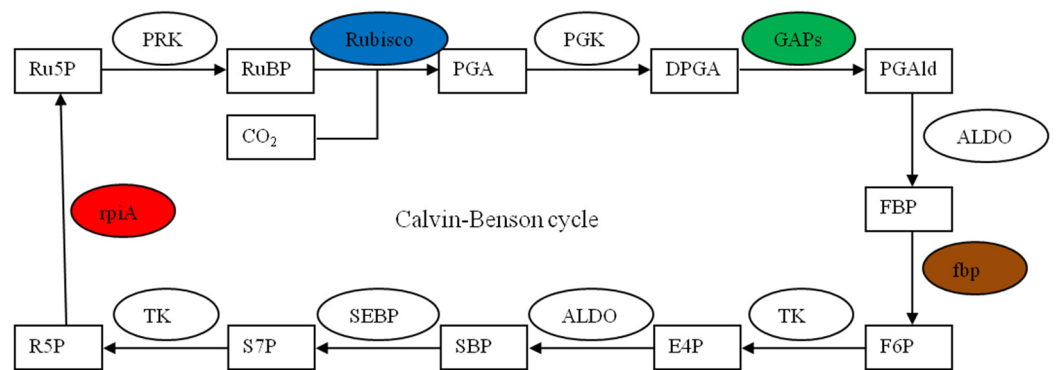 PRK
Rubisco
PGK
GAPs
Ru5P
RuBP
PGA
DPGA
PGAld
CO₂
ALDO
rpiA
FBP
Calvin-Benson cycle
fbp
TK
SEBP
ALDO
TK
R5P
S7P
SBP
E4P
F6P